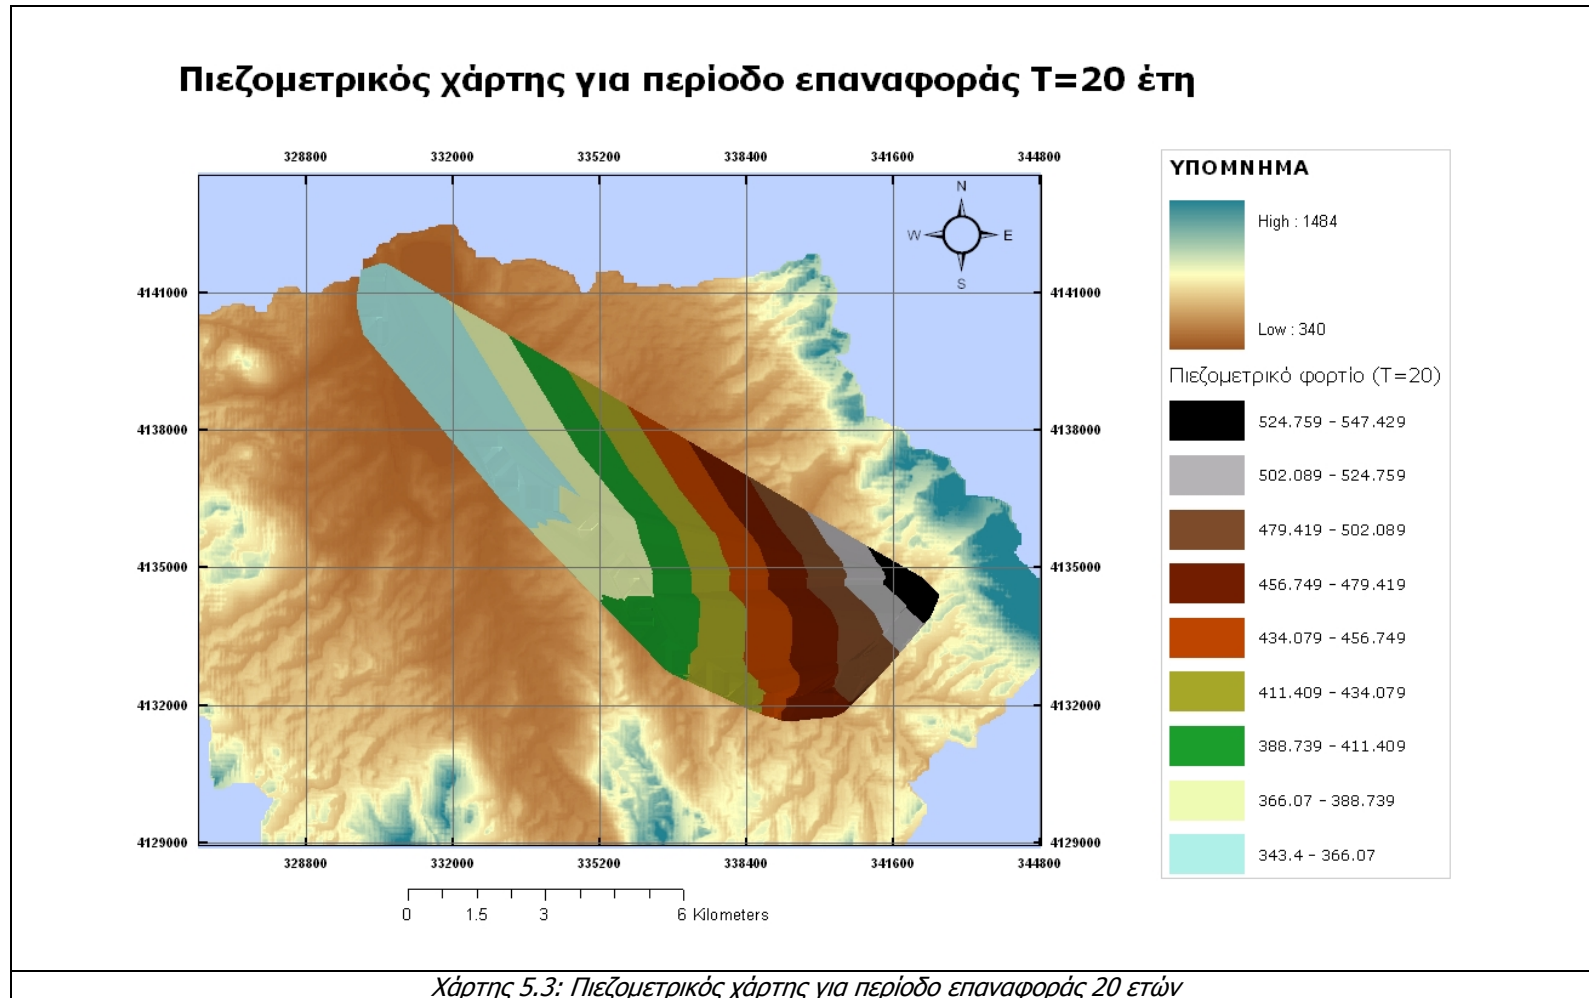 Πιεζομετρικός χάρτης για περίοδο επαναφοράς Τ=20 έτη
328800 332000 335200 338400 341600 344800
N
W E
S
4141000 4141000
4138000 4138000
4135000 4135000
4132000 4132000
4129000 4129000
328800 332000 335200 338400 341600 344800
0 1.5 3 6 Kilometers
ΥΠΟΜΝΗΜΑ
High : 1484
Low : 340
Πιεζομετρικό φορτίο (Τ=20)
524.759 - 547.429
502.089 - 524.759
479.419 - 502.089
456.749 - 479.419
434.079 - 456.749
411.409 - 434.079
388.739 - 411.409
366.07 - 388.739
343.4 - 366.07
Χάρτης 5.3: Πιεζομετρικός χάρτης για περίοδο επαναφοράς 20 ετών